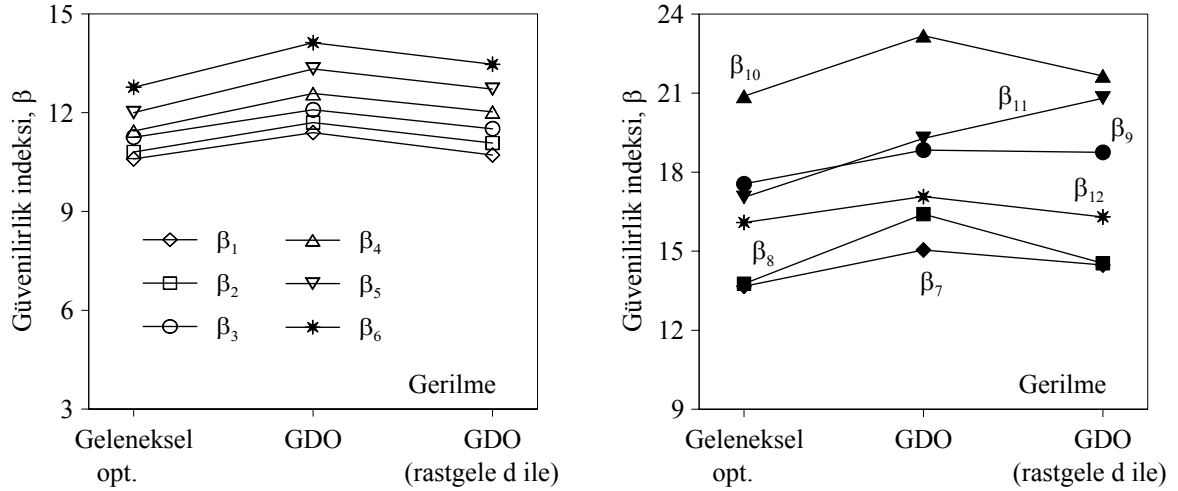 Güvenilirlik indeksi, β
15
12
9
6
3
β1
β2
β3
β4
β5
β6
Gerilme
Geleneksel
opt.
GDO
GDO
(rastgele d ile)
Güvenilirlik indeksi, β
24
21
18
15
12
9
β10
β11
β9
β12
β8
β7
Gerilme
Geleneksel
opt.
GDO
GDO
(rastgele d ile)